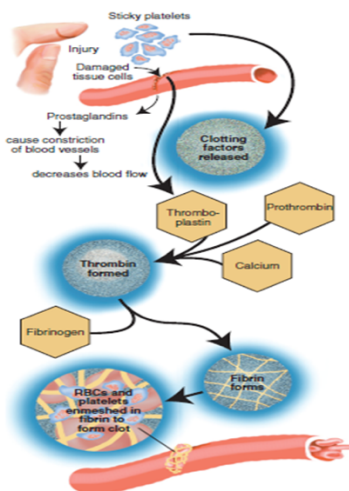 Sticky platelets
Injury
Damaged
tissue cells
Prostaglandins
cause constriction
of blood vessels
decreases blood flow
Clotting
factors
released
Thrombo-
plastin
Prothrombin
Thrombin
formed
Calcium
Fibrinogen
Fibrin
forms
RBCs and
platelets
enmeshed in
fibrin to
form clot